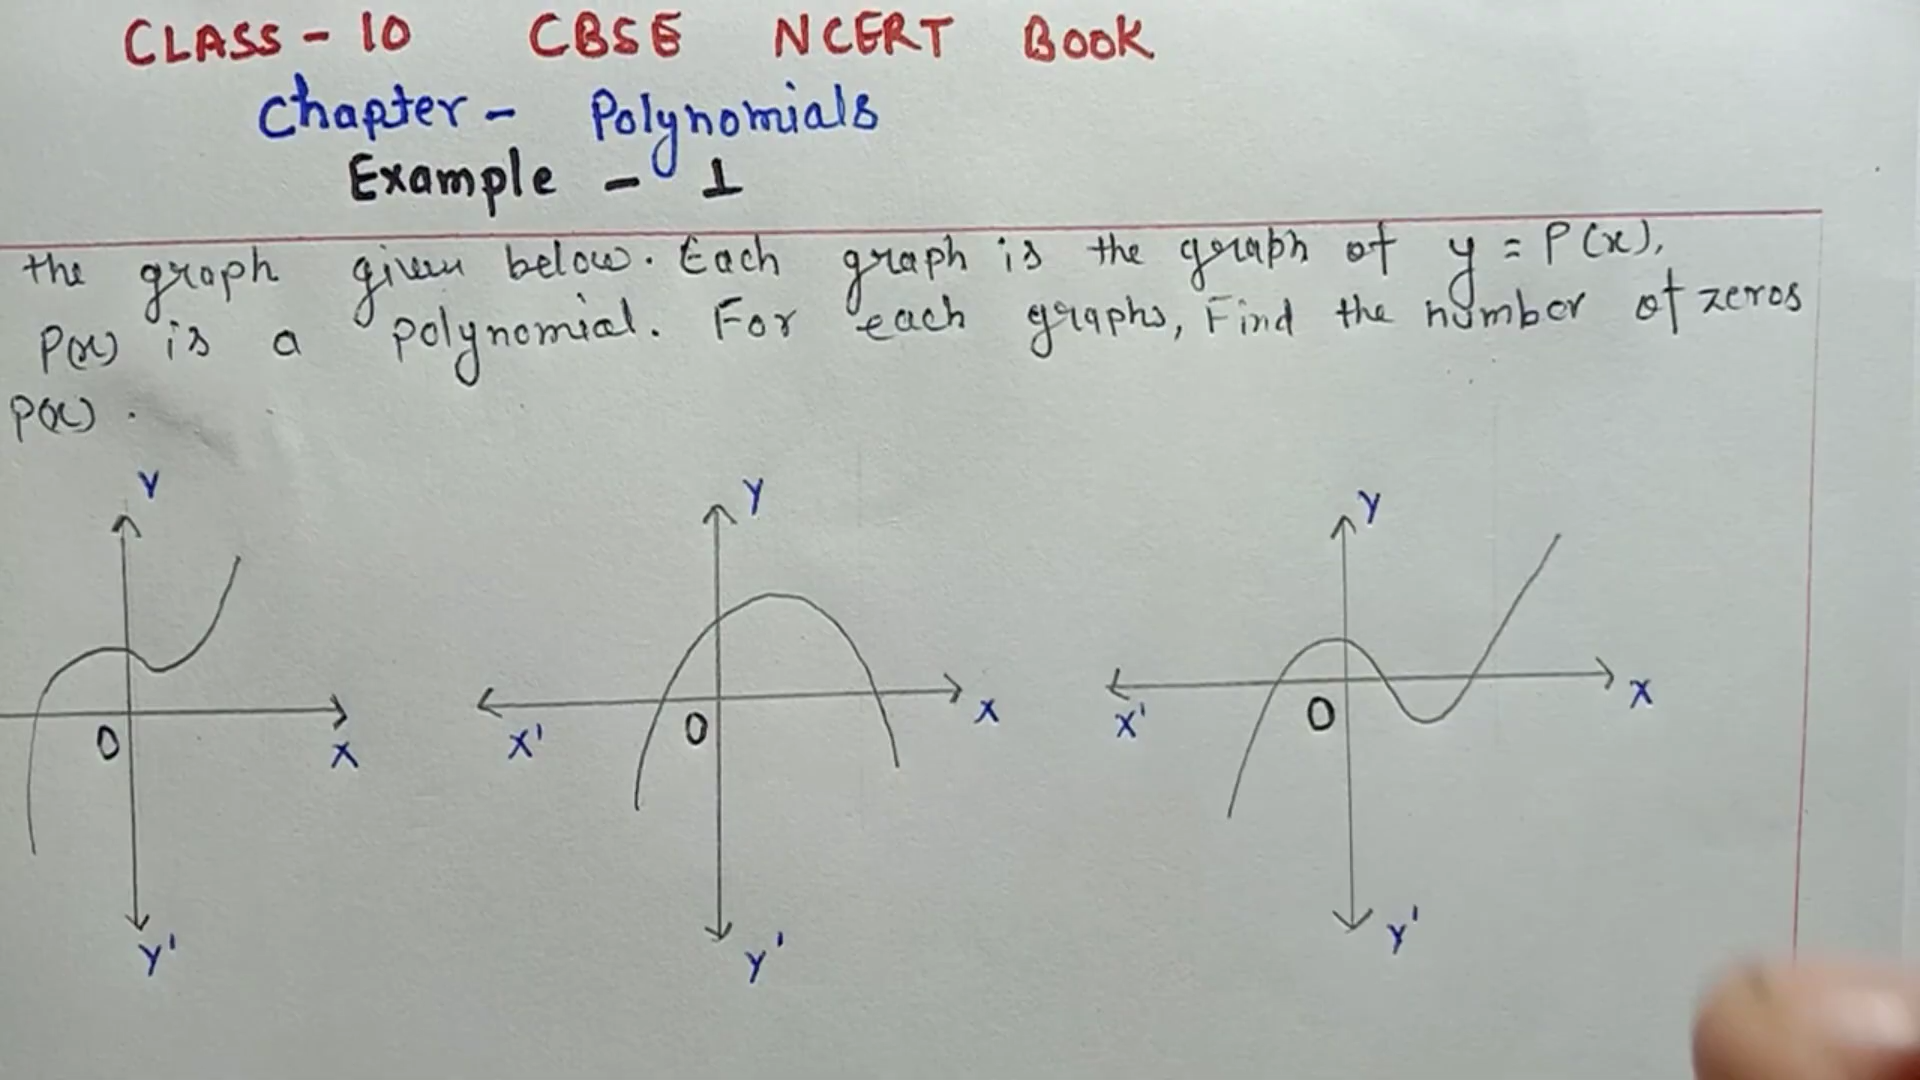 CLASS - 10 CBSE NCERT BOOK
Chapter - Polynomials
Example - 1
the graph given below. Each graph is the graph of y = P(x),
P(x) is a polynomial. For each graphs, Find the number of zeros
P(x).
Y
Y
Y
X
X'
X
X'
X
O
O
O
Y'
Y'
Y'